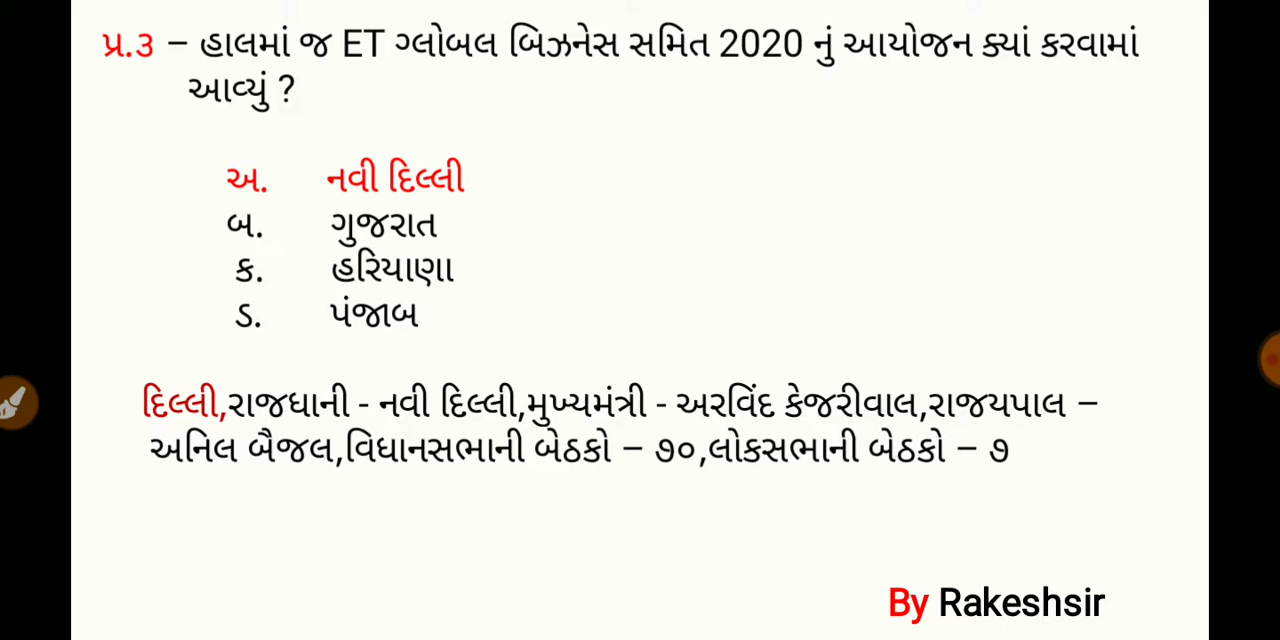 પ્ર.૩ – હાલમાં જ ET ગ્લોબલ બિઝનેસ સમિત 2020 નું આયોજન ક્યાં કરવામાં
આવ્યું ?
અ. નવી દિલ્લી
બ. ગુજરાત
ક. હરિયાણા
ડ. પંજાબ
દિલ્લી,રાજધાની - નવી દિલ્લી,મુખ્યમંત્રી - અરવિંદ કેજરીવાલ,રાજયપાલ –
અનિલ બૈજલ,વિધાનસભાની બેઠકો – ૭૦,લોકસભાની બેઠકો – ૭
By Rakeshsir